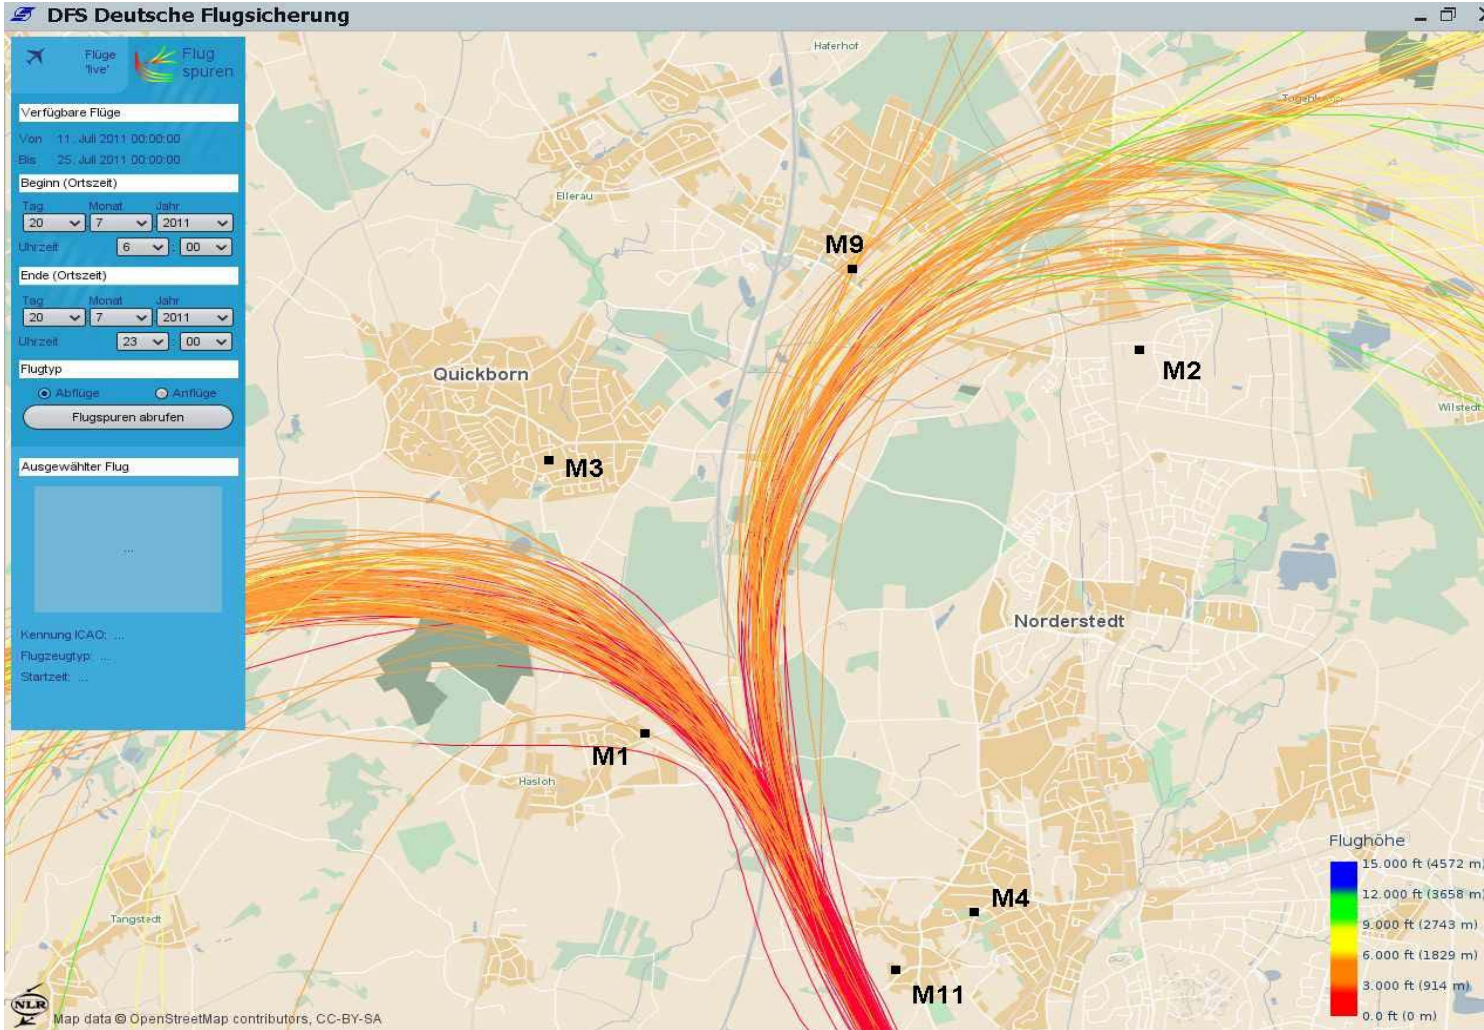 DFS Deutsche Flugsicherung
Flüge
'live'
Flug
spuren
Verfügbare Flüge
Von 11. Juli 2011 00:00:00
Bis 25. Juli 2011 00:00:00
Beginn (Ortszeit)
Tag Monat Jahr
20 7 2011
Uhrzeit 6 : 00
Ende (Ortszeit)
Tag Monat Jahr
20 7 2011
Uhrzeit 23 : 00
Flugtyp
Abflüge Anflüge
Flugspuren abrufen
Ausgewählter Flug
...
Kennung ICAO: ...
Flugzeugtyp: ...
Startzeit: ...
Haferhof
Ellerau
M9
Quickborn
M2
Wilstedt
M3
Norderstedt
M1
Hasloh
M4
Tangstedt
M11
Flughöhe
15.000 ft (4572 m)
12.000 ft (3658 m)
9.000 ft (2743 m)
6.000 ft (1829 m)
3.000 ft (914 m)
0.0 ft (0 m)
NLR
Map data © OpenStreetMap contributors, CC-BY-SA